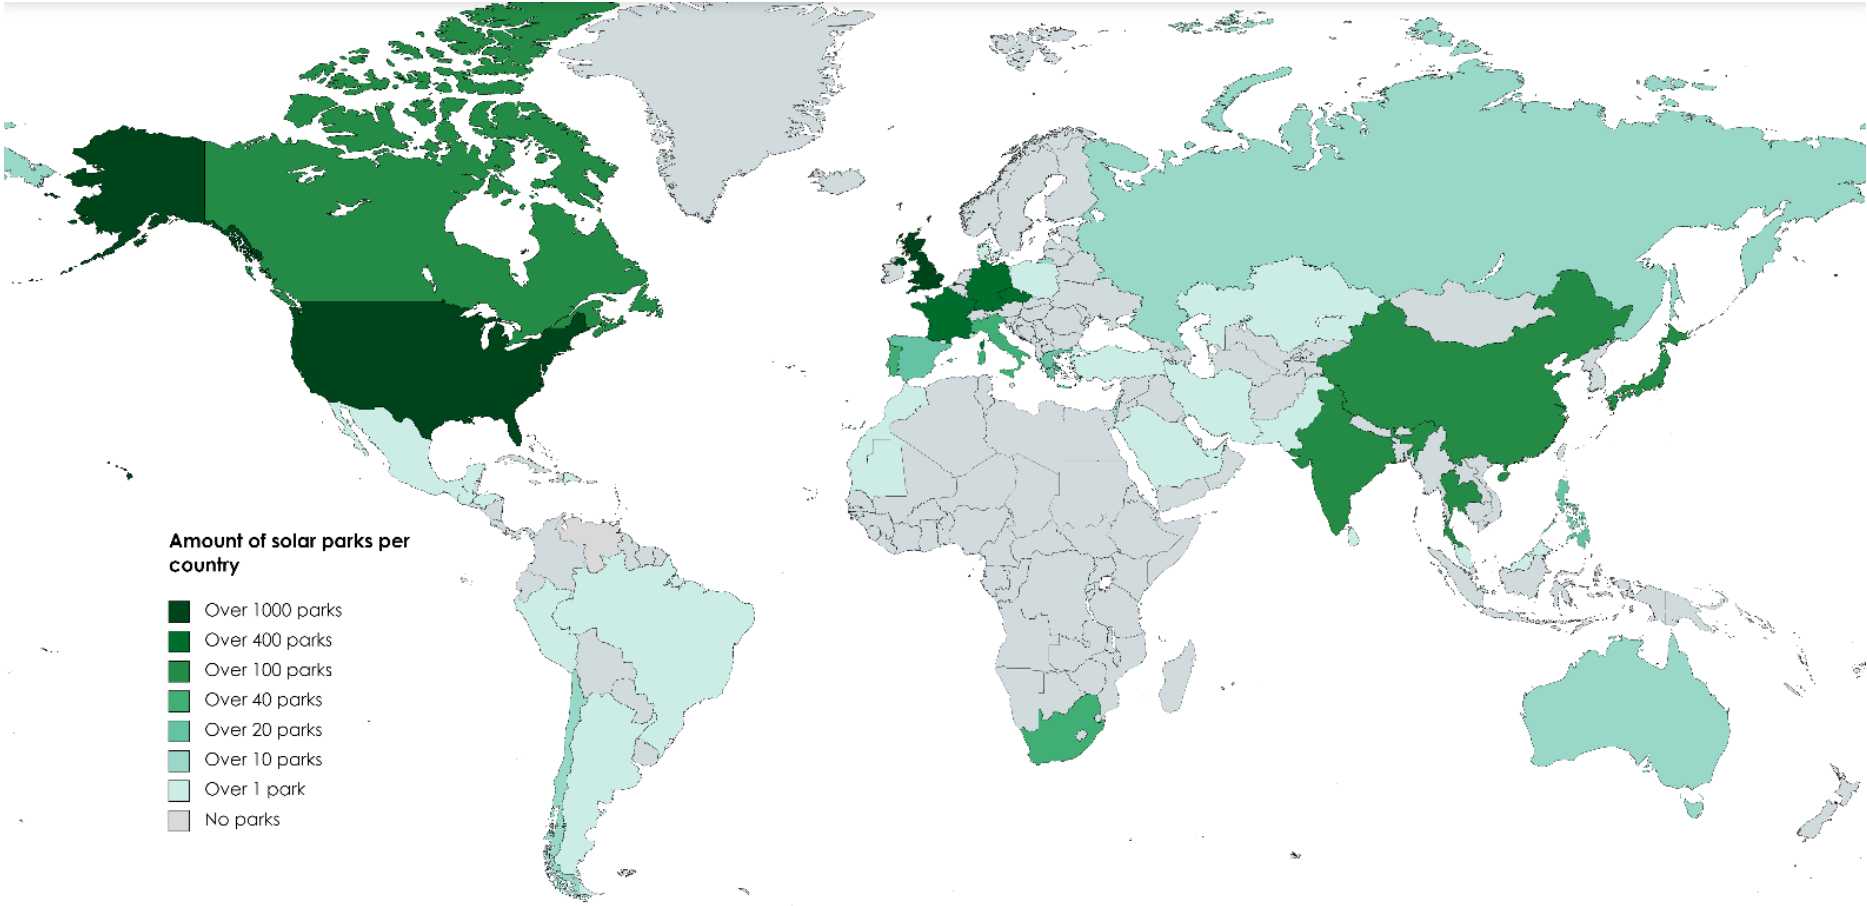 Amount of solar parks per
country
Over 1000 parks
Over 400 parks
Over 100 parks
Over 40 parks
Over 20 parks
Over 10 parks
Over 1 park
No parks